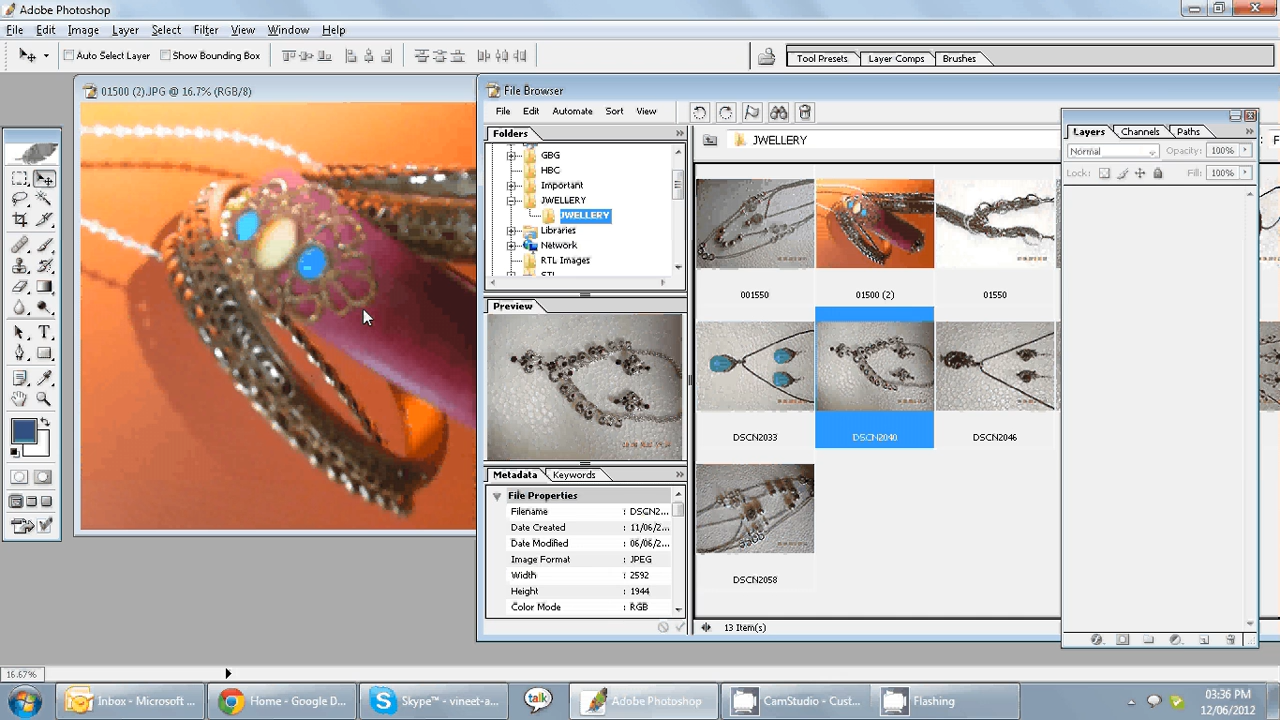 Adobe Photoshop
File Edit Image Layer Select Filter View Window Help
Auto Select Layer Show Bounding Box
Tool Presets Layer Comps Brushes
01500 (2).JPG @ 16.7% (RGB/8)
File Browser
File Edit Automate Sort View
Folders
GBG
HBC
Important
JWELLERY
JWELLERY
Libraries
Network
RTL Images
JWELLERY
001550
01500 (2)
01550
DSCN2033
DSCN2040
DSCN2046
DSCN2058
13 Item(s)
Preview
Metadata Keywords
File Properties
Filename : DSCN2...
Date Created : 11/06/2...
Date Modified : 06/06/2...
Image Format : JPEG
Width : 2592
Height : 1944
Color Mode : RGB
Layers Channels Paths
Normal Opacity: 100%
Lock: Fill: 100%
16.67%
Inbox - Microsoft ...
Home - Google D...
Skype™ - vineet-a...
talk
Adobe Photoshop
CamStudio - Cust...
Flashing
03:36 PM
12/06/2012